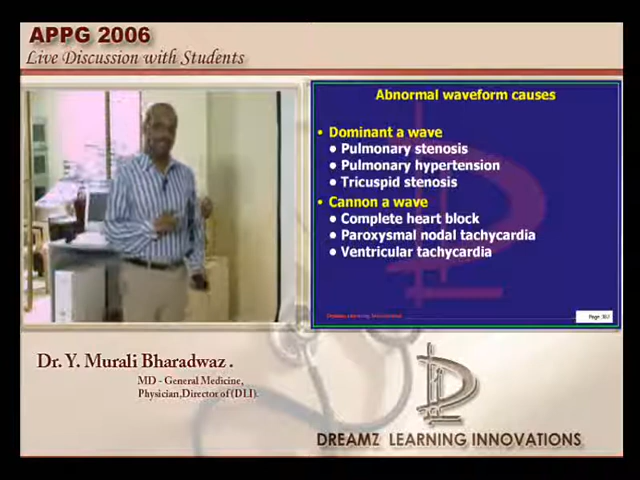 APPG 2006
Live Discussion with Students
Abnormal waveform causes
• Dominant a wave
● Pulmonary stenosis
● Pulmonary hypertension
● Tricuspid stenosis
• Cannon a wave
● Complete heart block
● Paroxysmal nodal tachycardia
● Ventricular tachycardia
Dr. Y. Murali Bharadwaz .
MD - General Medicine,
Physician,Director of (DLI).
DREAMZ LEARNING INNOVATIONS